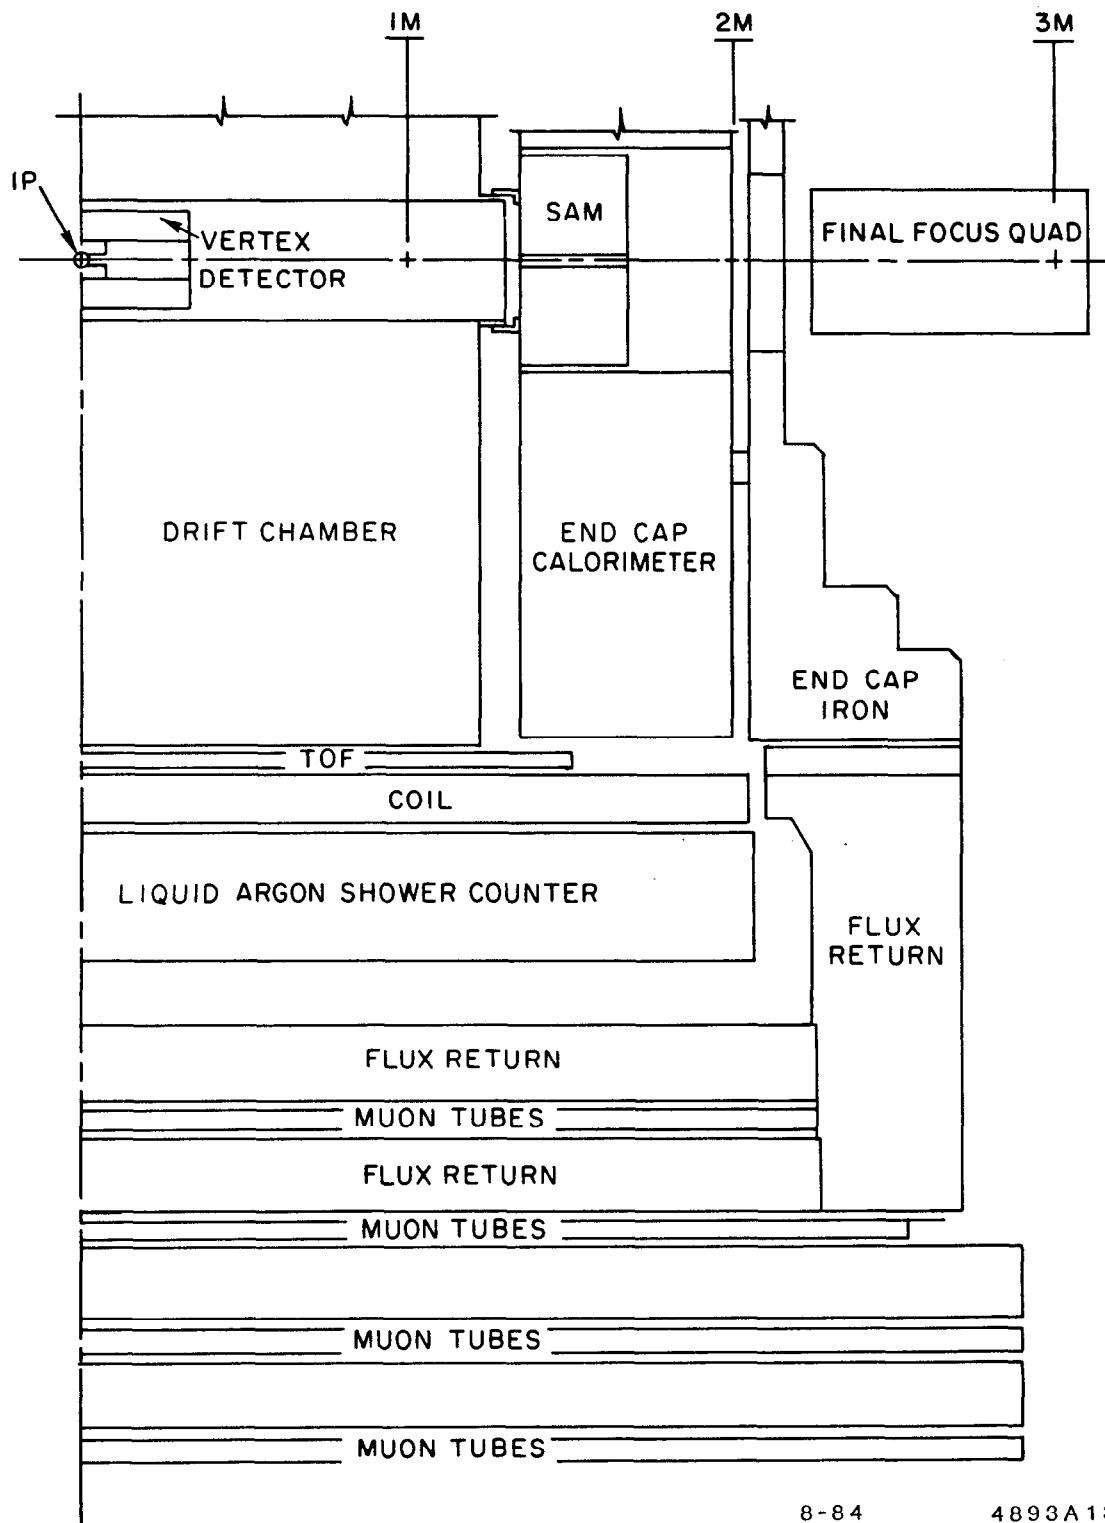 1M
2M
3M
IP
VERTEX
DETECTOR
SAM
FINAL FOCUS QUAD
DRIFT CHAMBER
END CAP
CALORIMETER
END CAP
IRON
TOF
COIL
LIQUID ARGON SHOWER COUNTER
FLUX
RETURN
FLUX RETURN
MUON TUBES
FLUX RETURN
MUON TUBES
MUON TUBES
MUON TUBES
8-84